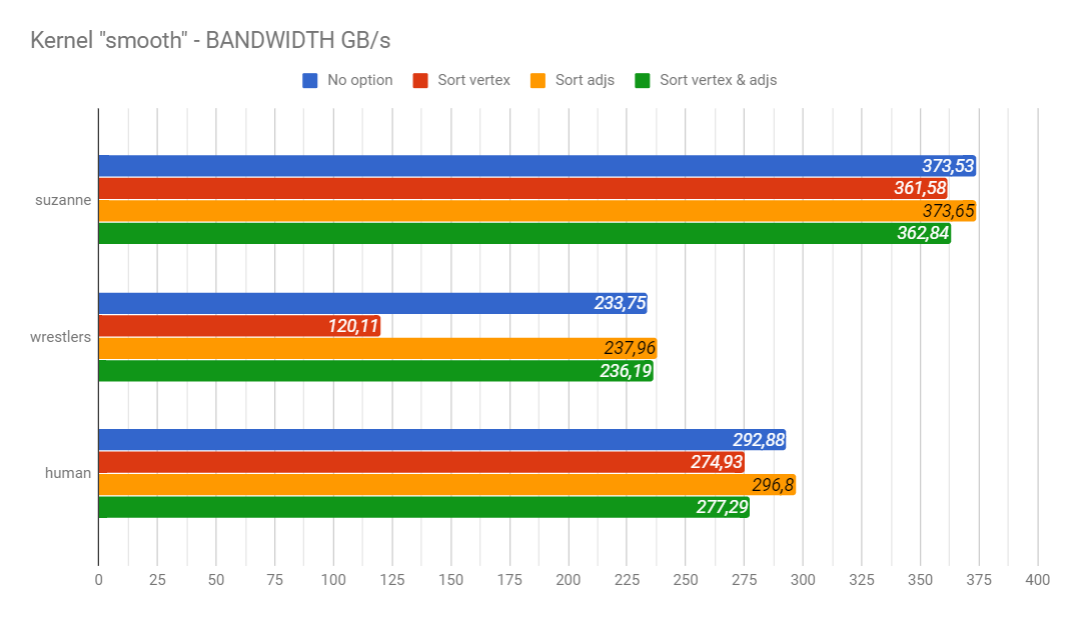 Kernel "smooth" - BANDWIDTH GB/s
No option Sort vertex Sort adjs Sort vertex & adjs
373,53
361,58
suzanne
373,65
362,84
233,75
120,11
wrestlers
237,96
236,19
292,88
274,93
human
296,8
277,29
0 25 50 75 100 125 150 175 200 225 250 275 300 325 350 375 400